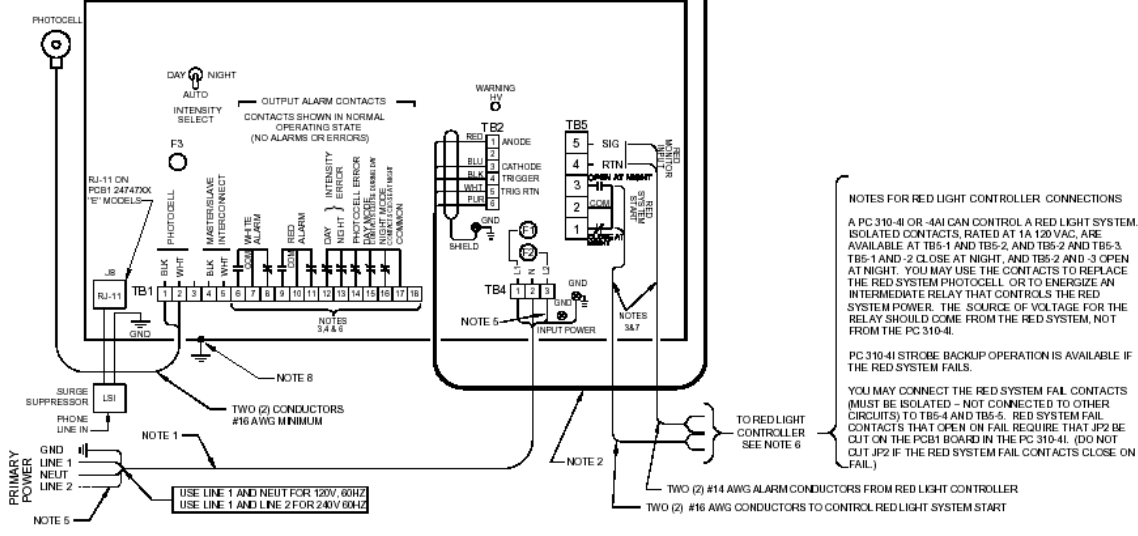 PHOTOCELL
DAY
NIGHT
AUTO
INTENSITY
SELECT
F3
OUTPUT ALARM CONTACTS
CONTACTS SHOWN IN NORMAL
OPERATING STATE
(NO ALARMS OR ERRORS)
RJ-11 ON
PCB1 24747XX
"E" MODELS
PHOTOCELL
MASTER/SLAVE
INTERCONNECT
WHITE
ALARM
RED
ALARM
DAY
NIGHT
INTENSITY
ERROR
PHOTOCELL ERROR
DAY MODE
CONTACTS CLOSE DURING DAY
NIGHT MODE
CONTACTS CLOSE AT NIGHT
COMMON
BLK
WHT
BLK
WHT
COM
COM
J8
RJ-11
TB1
1 2 3 4 5 6 7 8 9 10 11 12 13 14 15 16 17 18
GND
NOTES
3,4 & 6
WARNING
HV
TB2
RED
BLU
BLK
WHT
PUR
1 ANODE
2
3 CATHODE
4 TRIGGER
5 TRIG RTN
6
GND
SHIELD
F1
F2
L1
N
L2
TB4
1 2 3
GND
GND
NOTE 5
INPUT POWER
TB5
5 SIG
4 RTN
3 OPEN AT NIGHT
2 COM
1 CLOSE AT
NIGHT
RED
MONITOR
INPUT
RED
SYSTEM
START
NOTES
3&7
NOTE 8
SURGE
SUPPRESSOR
LSI
PHONE
LINE IN
TWO (2) CONDUCTORS
#16 AWG MINIMUM
NOTE 1
PRIMARY
POWER
GND
LINE 1
NEUT
LINE 2
NOTE 5
USE LINE 1 AND NEUT FOR 120V, 60HZ
USE LINE 1 AND LINE 2 FOR 240V 60HZ
NOTE 2
TO RED LIGHT
CONTROLLER
SEE NOTE 6
TWO (2) #14 AWG ALARM CONDUCTORS FROM RED LIGHT CONTROLLER
TWO (2) #16 AWG CONDUCTORS TO CONTROL RED LIGHT SYSTEM START
NOTES FOR RED LIGHT CONTROLLER CONNECTIONS
A PC 310-4I OR -4AI CAN CONTROL A RED LIGHT SYSTEM.
ISOLATED CONTACTS, RATED AT 1A 120 VAC, ARE
AVAILABLE AT TB5-1 AND TB5-2, AND TB5-2 AND TB5-3.
TB5-1 AND -2 CLOSE AT NIGHT, AND TB5-2 AND -3 OPEN
AT NIGHT. YOU MAY USE THE CONTACTS TO REPLACE
THE RED SYSTEM PHOTOCELL OR TO ENERGIZE AN
INTERMEDIATE RELAY THAT CONTROLS THE RED
SYSTEM POWER. THE SOURCE OF VOLTAGE FOR THE
RELAY SHOULD COME FROM THE RED SYSTEM, NOT
FROM THE PC 310-4I.
PC 310-4I STROBE BACKUP OPERATION IS AVAILABLE IF
THE RED SYSTEM FAILS.
YOU MAY CONNECT THE RED SYSTEM FAIL CONTACTS
(MUST BE ISOLATED – NOT CONNECTED TO OTHER
CIRCUITS) TO TB5-4 AND TB5-5. RED SYSTEM FAIL
CONTACTS THAT OPEN ON FAIL REQUIRE THAT JP2 BE
CUT ON THE PCB1 BOARD IN THE PC 310-4I. (DO NOT
CUT JP2 IF THE RED SYSTEM FAIL CONTACTS CLOSE ON
FAIL.)